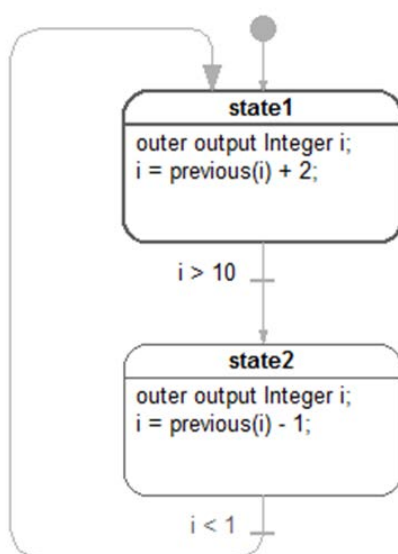 state1
outer output Integer i;
i = previous(i) + 2;
i > 10
state2
outer output Integer i;
i = previous(i) - 1;
i < 1